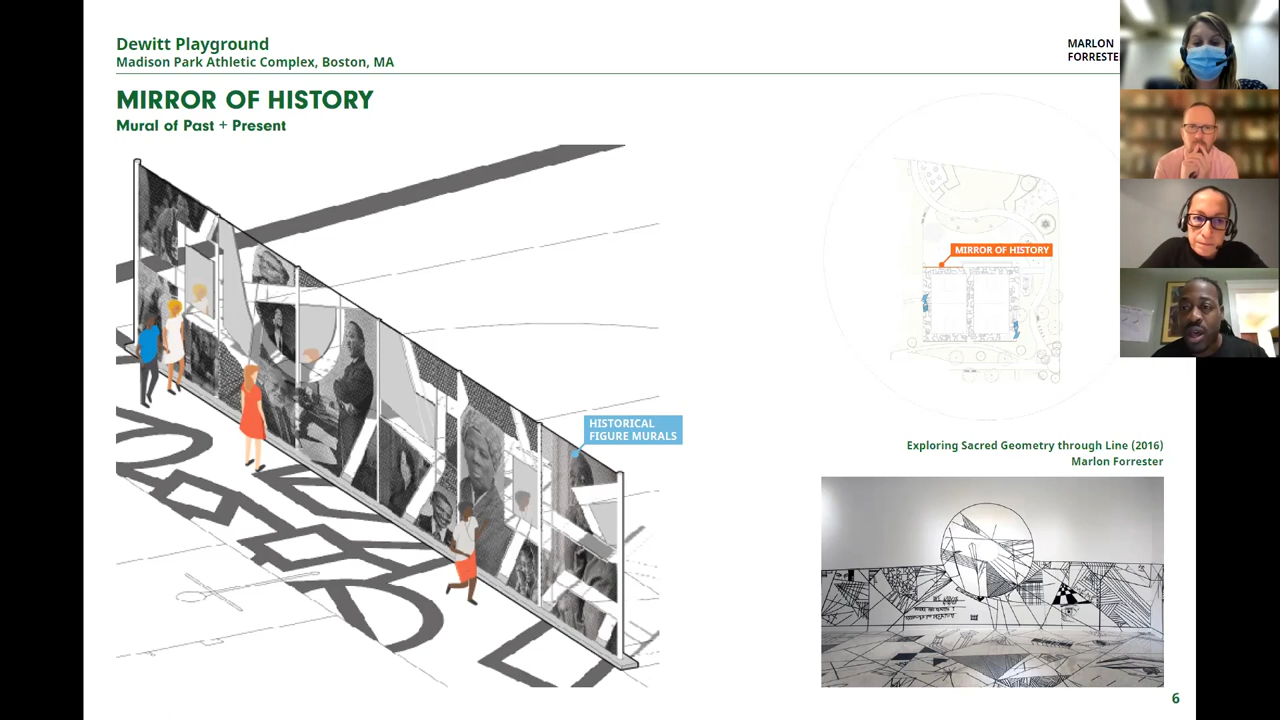 Dewitt Playground
Madison Park Athletic Complex, Boston, MA
MARLON
MIRROR OF HISTORY
Mural of Past + Present
MIRROR OF HISTORY
HISTORICAL
FIGURE MURALS
Exploring Sacred Geometry through Line (2016)
Marlon Forrester
6